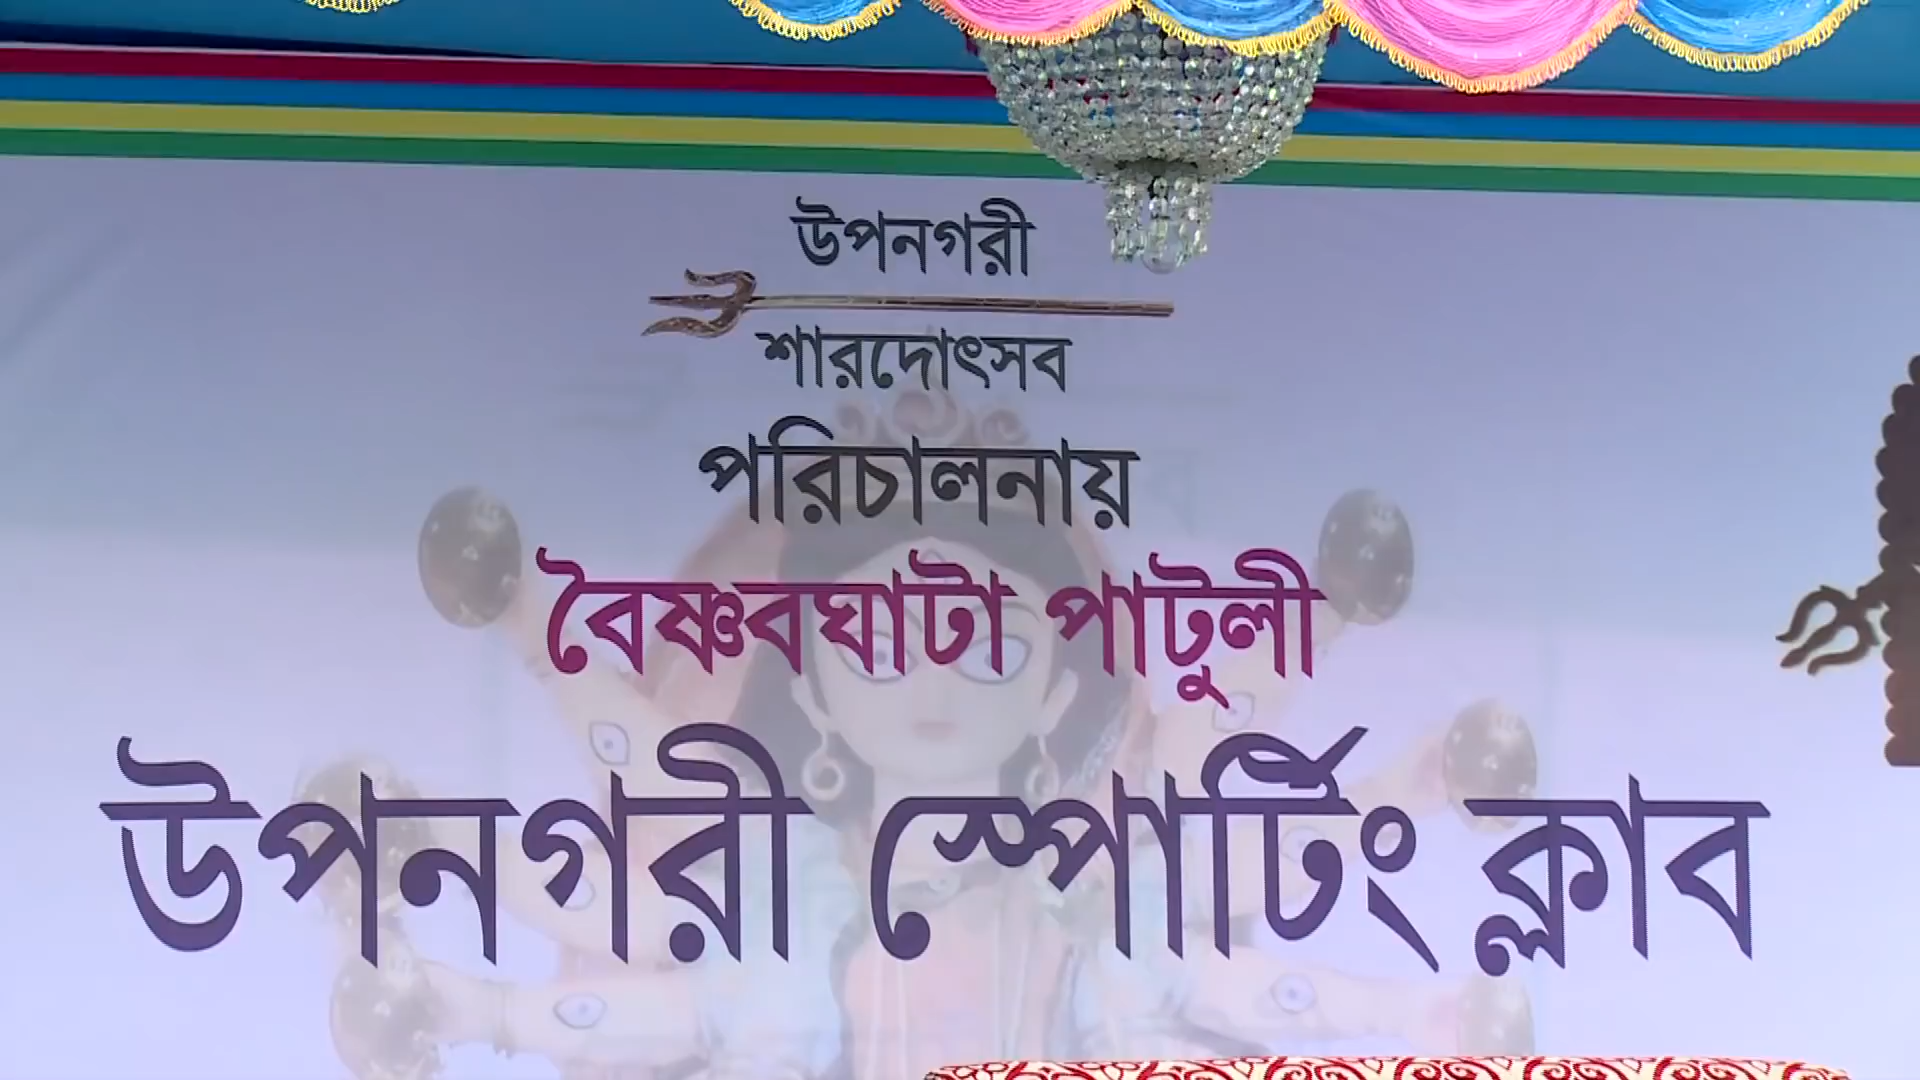 উপনগরী
শারদোৎসব
পরিচালনায়
বৈষ্ণবঘাটা পাটুলী
উপনগরী স্পোর্টিং ক্লাব